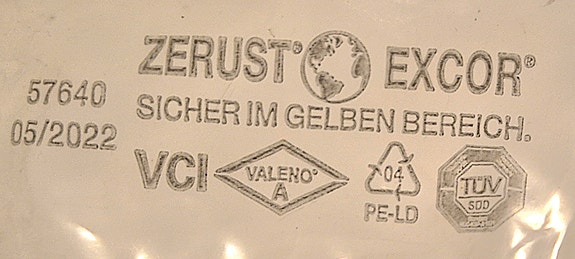 ZERUST® EXCOR®
57640
SICHER IM GELBEN BEREICH.
05/2022
VCI
VALENO®
A
04
PE-LD
TÜV
SÜD